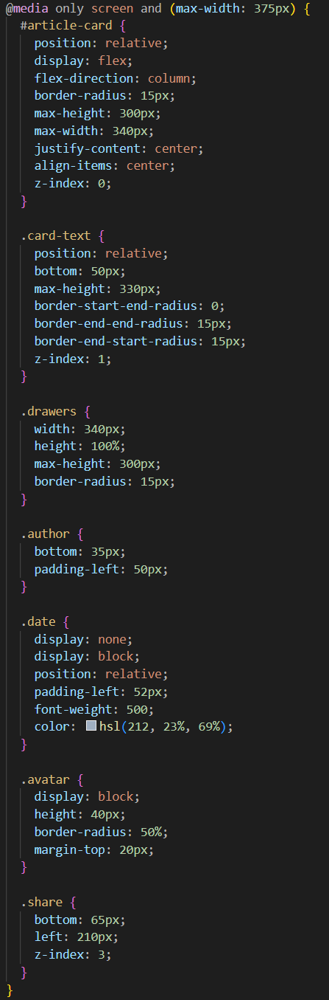 @media only screen and (max-width: 375px) {
  #article-card {
    position: relative;
    display: flex;
    flex-direction: column;
    border-radius: 15px;
    max-height: 300px;
    max-width: 340px;
    justify-content: center;
    align-items: center;
    z-index: 0;
  }

  .card-text {
    position: relative;
    bottom: 50px;
    max-height: 330px;
    border-start-end-radius: 0;
    border-end-end-radius: 15px;
    border-end-start-radius: 15px;
    z-index: 1;
  }

  .drawers {
    width: 340px;
    height: 100%;
    max-height: 300px;
    border-radius: 15px;
  }

  .author {
    bottom: 35px;
    padding-left: 50px;
  }

  .date {
    display: none;
    display: block;
    position: relative;
    padding-left: 52px;
    font-weight: 500;
    color: hsl(212, 23%, 69%);
  }

  .avatar {
    display: block;
    height: 40px;
    border-radius: 50%;
    margin-top: 20px;
  }

  .share {
    bottom: 65px;
    left: 210px;
    z-index: 3;
  }
}